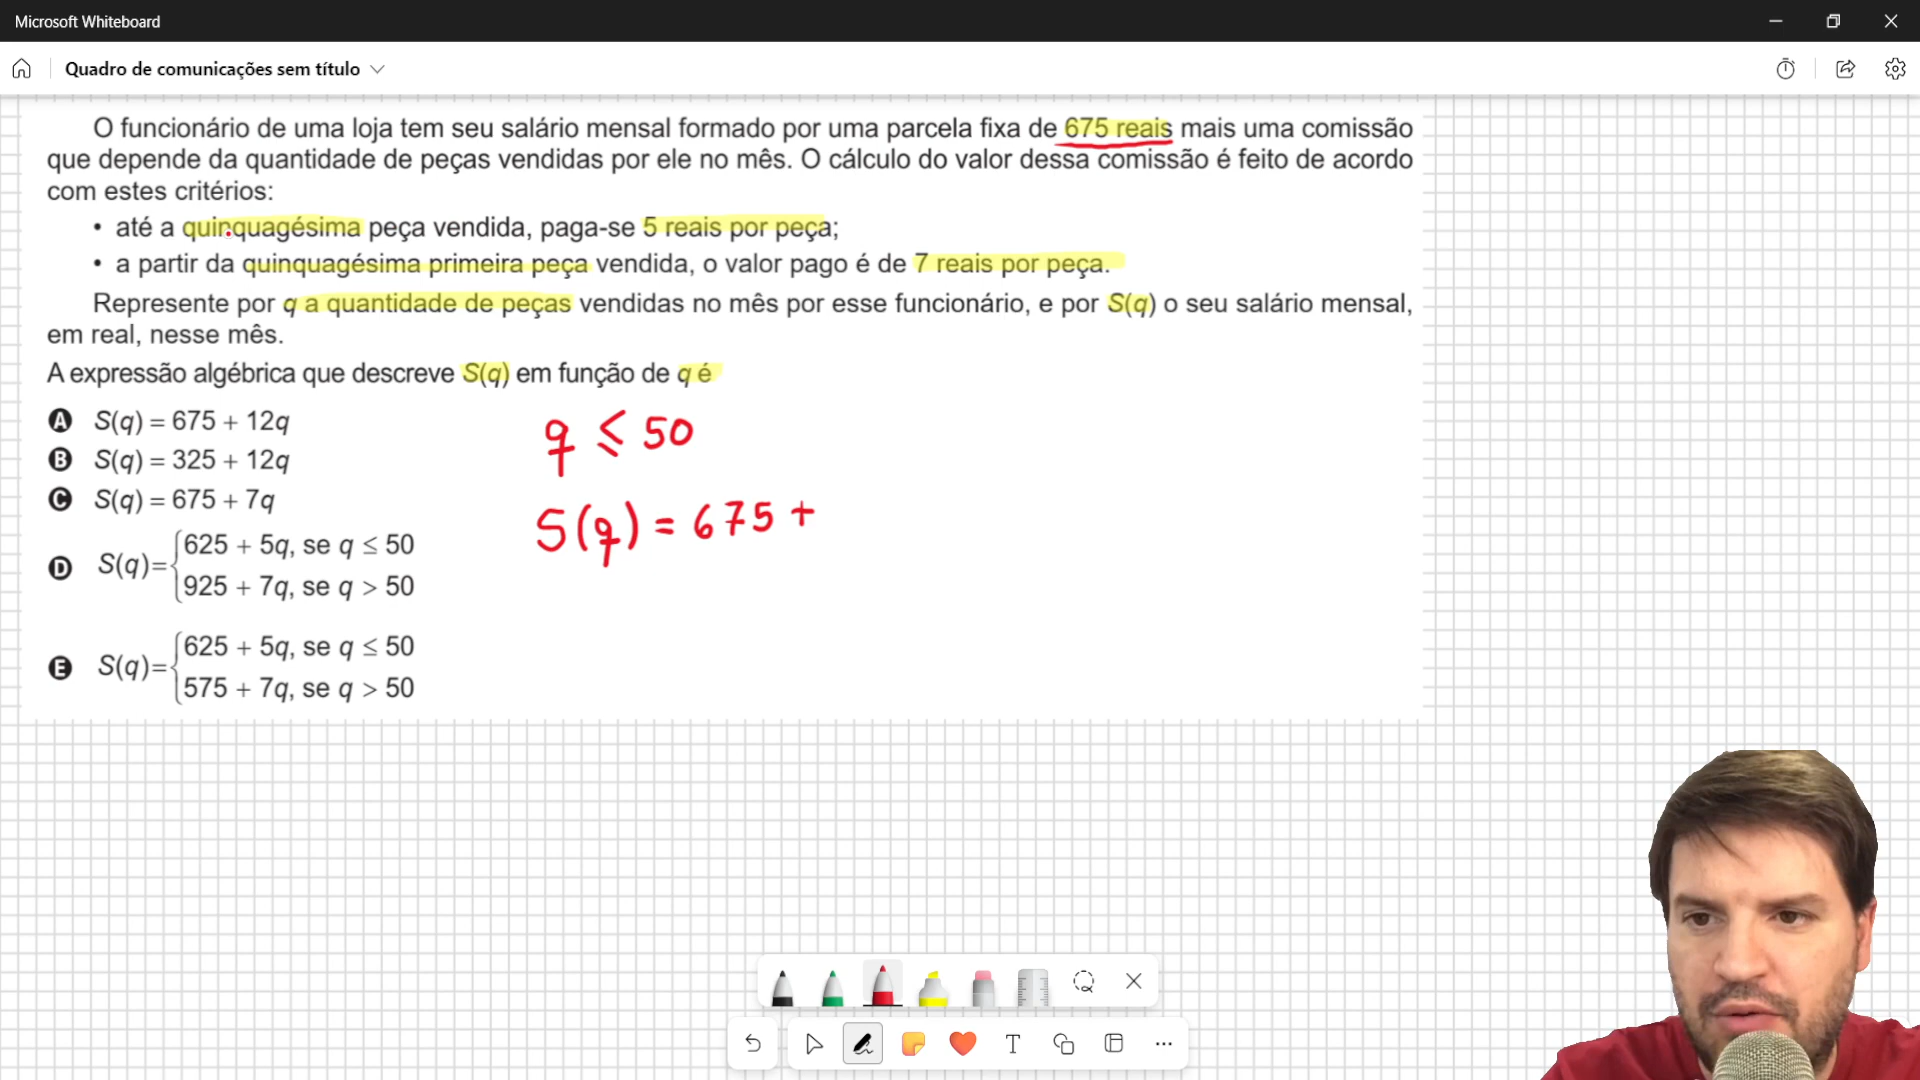 Microsoft Whiteboard
Quadro de comunicações sem título
O funcionário de uma loja tem seu salário mensal formado por uma parcela fixa de 675 reais mais uma comissão
que depende da quantidade de peças vendidas por ele no mês. O cálculo do valor dessa comissão é feito de acordo
com estes critérios:
• até a quinquagésima peça vendida, paga-se 5 reais por peça;
• a partir da quinquagésima primeira peça vendida, o valor pago é de 7 reais por peça.
Represente por q a quantidade de peças vendidas no mês por esse funcionário, e por S(q) o seu salário mensal,
em real, nesse mês.
A expressão algébrica que descreve S(q) em função de q é
A S(q) = 675 + 12q
B S(q) = 325 + 12q
C S(q) = 675 + 7q
D S(q)= {625 + 5q, se q ≤ 50
925 + 7q, se q > 50
E S(q)= {625 + 5q, se q ≤ 50
575 + 7q, se q > 50
q ≤ 50
S(q) = 675 +